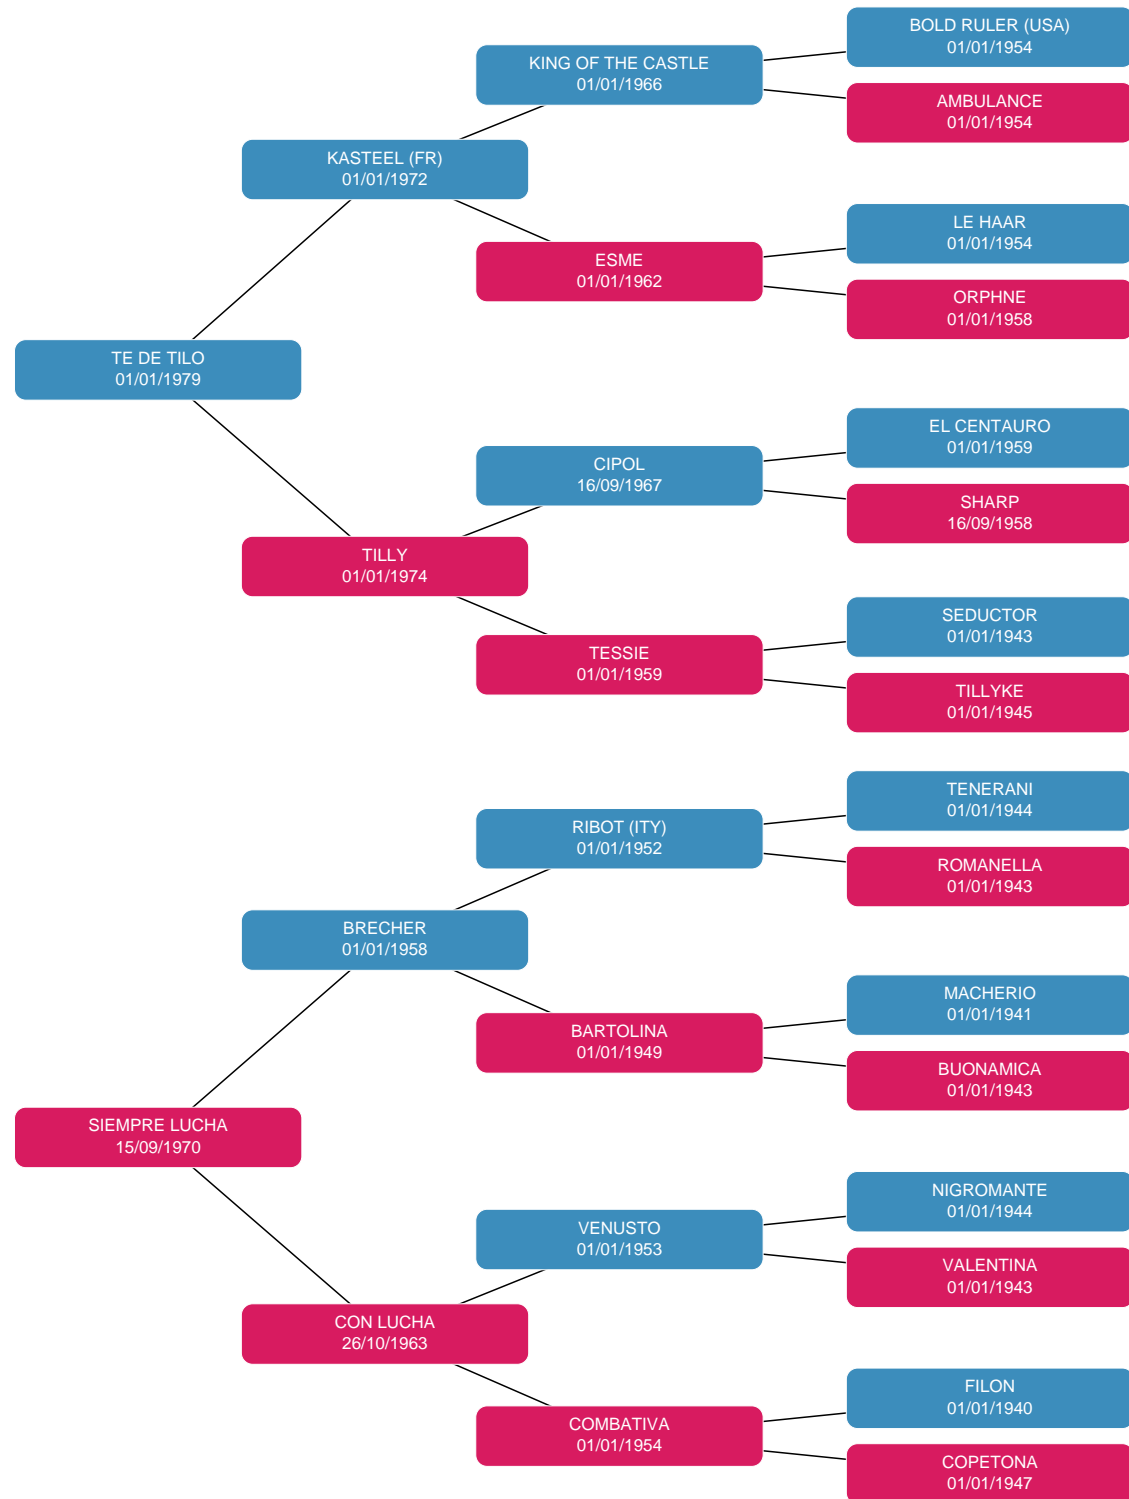 BOLD RULER (USA)
01/01/1954
KING OF THE CASTLE
01/01/1966
AMBULANCE
01/01/1954
KASTEEL (FR)
01/01/1972
LE HAAR
01/01/1954
ESME
01/01/1962
ORPHNE
01/01/1958
TE DE TILO
01/01/1979
EL CENTAURO
01/01/1959
CIPOL
16/09/1967
SHARP
16/09/1958
TILLY
01/01/1974
SEDUCTOR
01/01/1943
TESSIE
01/01/1959
TILLYKE
01/01/1945
TENERANI
01/01/1944
RIBOT (ITY)
01/01/1952
ROMANELLA
01/01/1943
BRECHER
01/01/1958
MACHERIO
01/01/1941
BARTOLINA
01/01/1949
BUONAMICA
01/01/1943
SIEMPRE LUCHA
15/09/1970
NIGROMANTE
01/01/1944
VENUSTO
01/01/1953
VALENTINA
01/01/1943
CON LUCHA
26/10/1963
FILON
01/01/1940
COMBATIVA
01/01/1954
COPETONA
01/01/1947